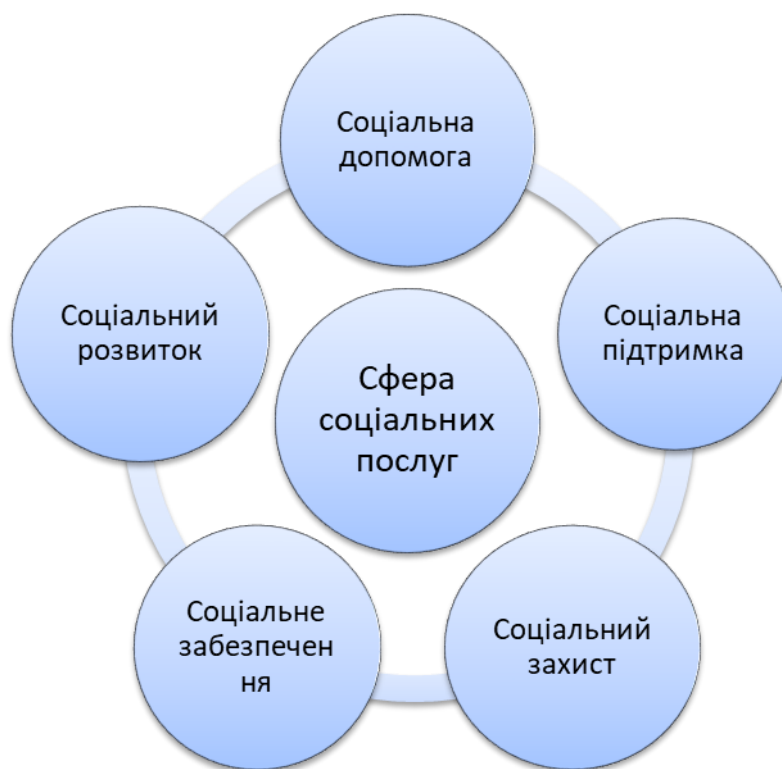 Соціальна
допомога
Соціальна
підтримка
Соціальний
захист
Соціальне
забезпечен
ня
Соціальний
розвиток
Сфера
соціальних
послуг